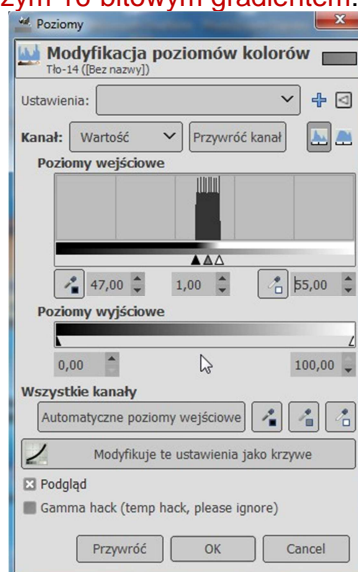 zym 16-bitowym gradientem.
Poziomy
Modyfikacja poziomów kolorów
Tło-14 ([Bez nazwy])
Ustawienia:
Kanał: Wartość Przywróć kanał
Poziomy wejściowe
47,00 1,00 55,00
Poziomy wyjściowe
0,00 100,00
Wszystkie kanały
Automatyczne poziomy wejściowe
Modyfikuje te ustawienia jako krzywe
Podgląd
Gamma hack (temp hack, please ignore)
Przywróć OK Cancel